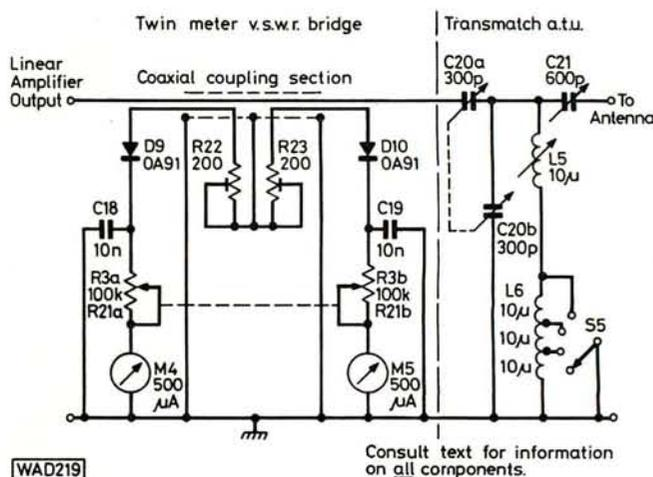 Twin meter v.s.w.r. bridge
Transmatch a.t.u.
Linear
Amplifier
Output
Coaxial coupling section
C20a
300p
C21
600p
To
Antenna
D9
OA91
R22
200
R23
200
D10
OA91
L5
10µ
C18
10n
C19
10n
C20b
300p
R3a
100k
R21a
R3b
100k
R21b
L6
10µ
10µ
10µ
S5
M4
500
µA
M5
500
µA
Consult text for information
on all components.
WAD219